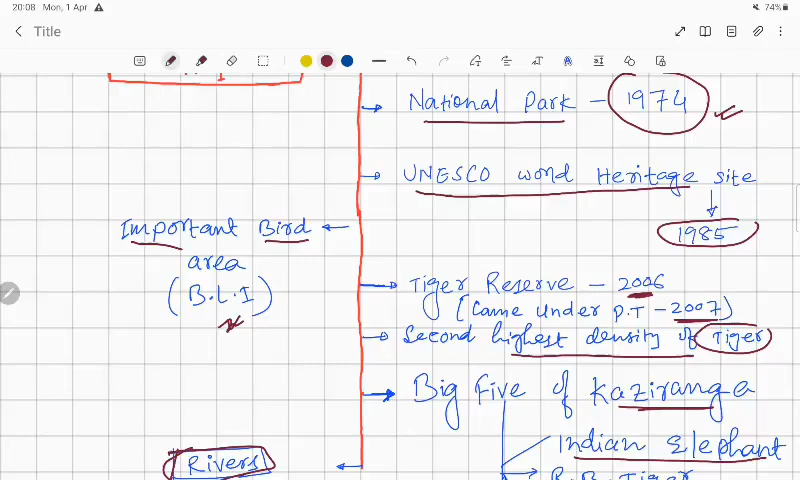 20:08 Mon, 1 Apr
74%
Title
National Park - 1974
UNESCO world Heritage site
1985
Important Bird
area
(B.L.I)
Tiger Reserve - 2006
(Came under P.T - 2007)
Second highest density of Tiger
Big Five of Kaziranga
Indian Elephant
R.B. Tiger
Rivers